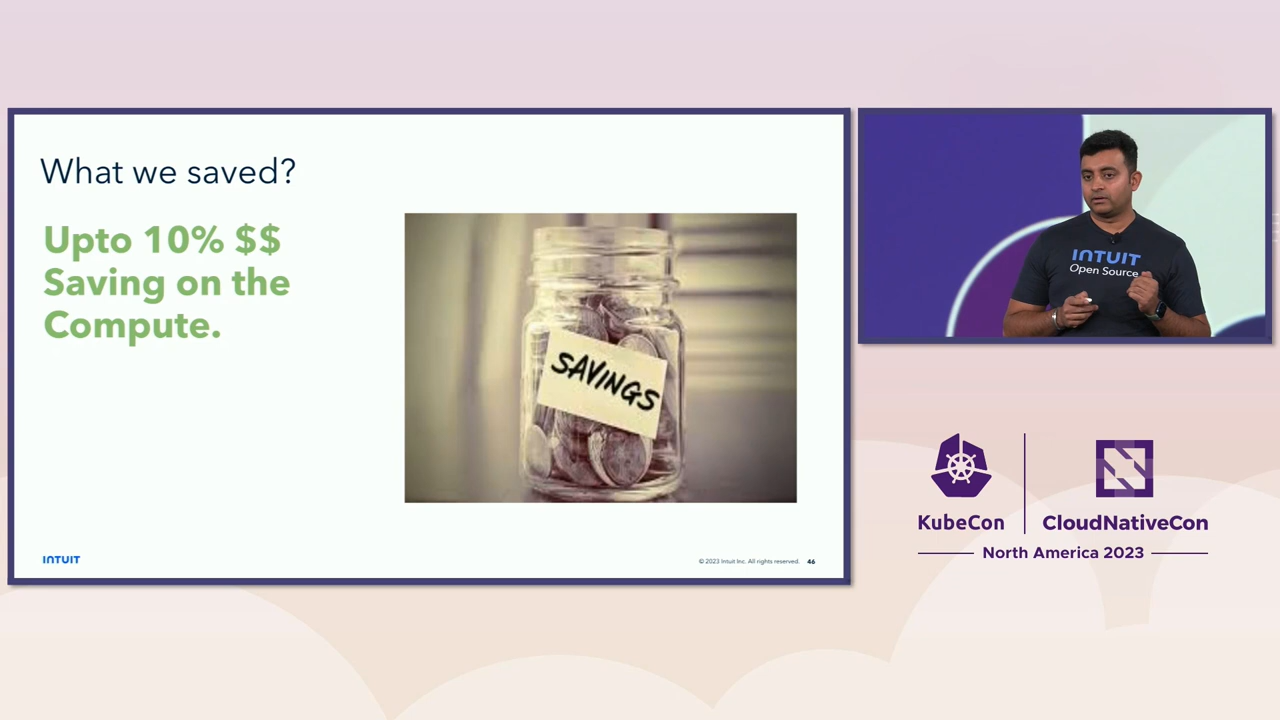 What we saved?
Upto 10% $$
Saving on the
Compute.
SAVINGS
INTUIT
© 2023 Intuit Inc. All rights reserved. 46
INTUIT
Open Source
KubeCon
CloudNativeCon
North America 2023